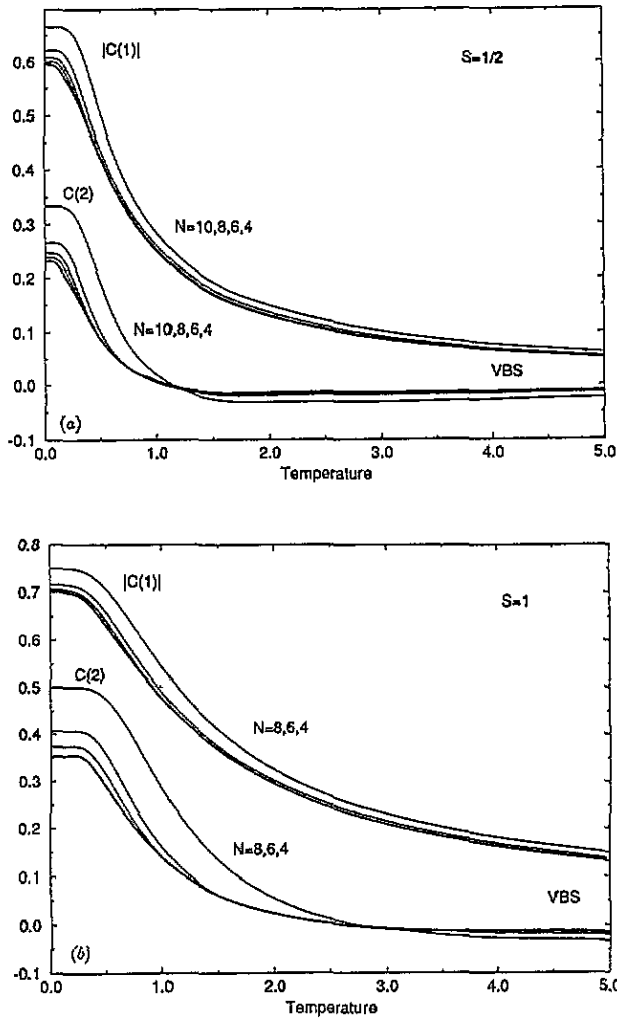 0.6
0.5
0.4
0.3
0.2
0.1
0.0
-0.1
|C(1)|
S=1/2
C(2)
N=10,8,6,4
N=10,8,6,4
VBS
(a)
0.0 1.0 2.0 3.0 4.0 5.0
Temperature
0.8
0.7
0.6
0.5
0.4
0.3
0.2
0.1
0.0
-0.1
|C(1)|
S=1
C(2)
N=8,6,4
N=8,6,4
VBS
(b)
0.0 1.0 2.0 3.0 4.0 5.0
Temperature